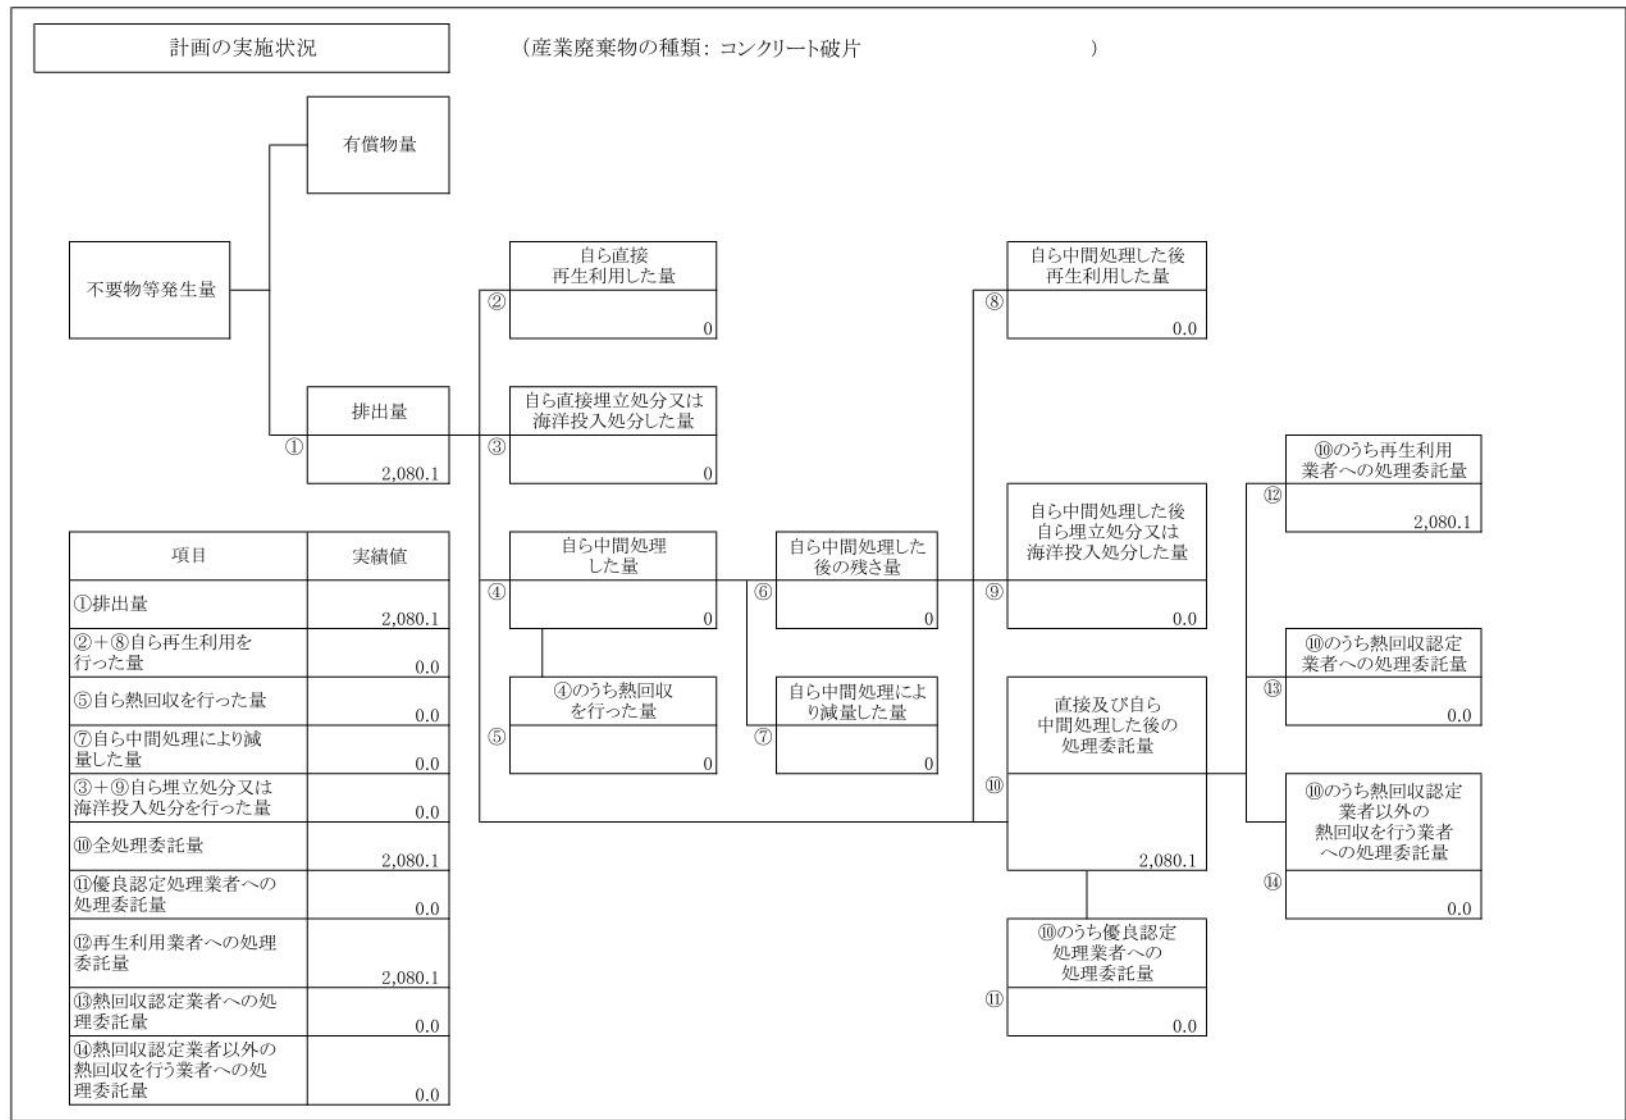 計画の実施状況
（産業廃棄物の種類： コンクリート破片 ）
有償物量
不要物等発生量
自ら直接
再生利用した量
②
0
自ら中間処理した後
再生利用した量
⑧
0.0
排出量
①
2,080.1
自ら直接埋立処分又は
海洋投入処分した量
③
0
⑩のうち再生利用
業者への処理委託量
⑫
2,080.1
自ら中間処理した後
自ら埋立処分又は
海洋投入処分した量
⑨
0.0
自ら中間処理
した量
④
0
自ら中間処理した
後の残さ量
⑥
0
⑩のうち熱回収認定
業者への処理委託量
⑬
0.0
④のうち熱回収
を行った量
⑤
0
自ら中間処理によ
り減量した量
⑦
0
直接及び自ら
中間処理した後の
処理委託量
⑩
2,080.1
⑩のうち熱回収認定
業者以外の
熱回収を行う業者
への処理委託量
⑭
0.0
⑩のうち優良認定
処理業者への
処理委託量
⑪
0.0
項目 実績値
①排出量
2,080.1
②＋⑧自ら再生利用を
行った量
0.0
⑤自ら熱回収を行った量
0.0
⑦自ら中間処理により減
量した量
0.0
③＋⑨自ら埋立処分又は
海洋投入処分を行った量
0.0
⑩全処理委託量
2,080.1
⑪優良認定処理業者への
処理委託量
0.0
⑫再生利用業者への処理
委託量
2,080.1
⑬熱回収認定業者への処
理委託量
0.0
⑭熱回収認定業者以外の
熱回収を行う業者への処
理委託量
0.0